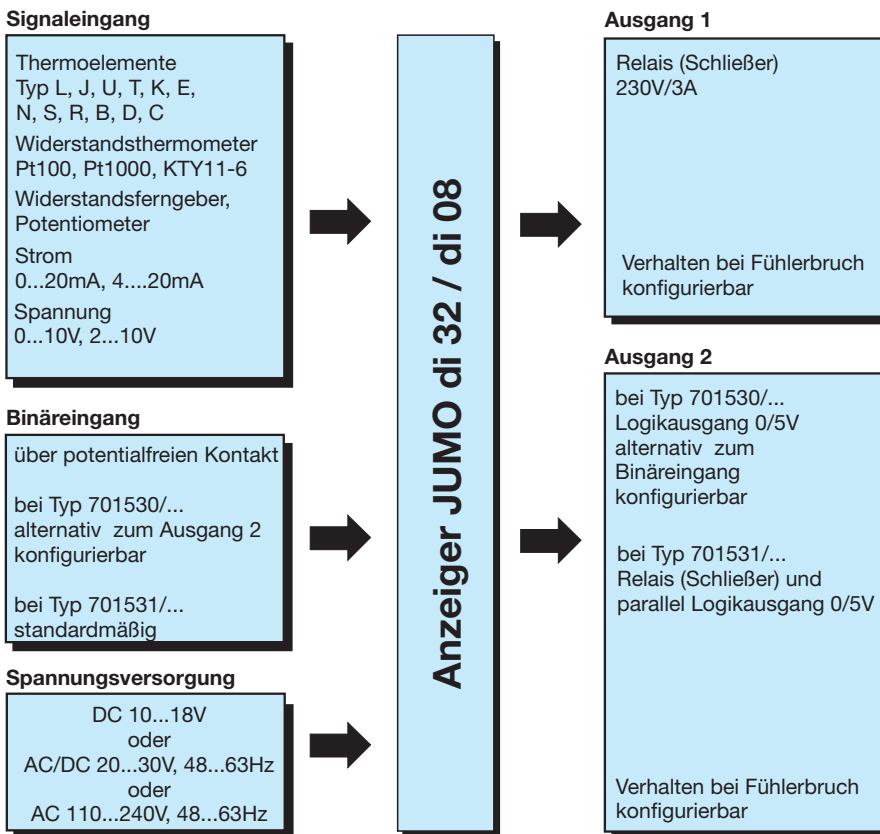 Signaleingang
Thermoelemente
Typ L, J, U, T, K, E,
N, S, R, B, D, C
Widerstandsthermometer
Pt100, Pt1000, KTY11-6
Widerstandsferngeber,
Potentiometer
Strom
0...20mA, 4....20mA
Spannung
0...10V, 2...10V
Binäreingang
über potentialfreien Kontakt
bei Typ 701530/...
alternativ zum Ausgang 2
konfigurierbar
bei Typ 701531/...
standardmäßig
Spannungsversorgung
DC 10...18V
oder
AC/DC 20...30V, 48...63Hz
oder
AC 110...240V, 48...63Hz
Anzeiger JUMO di 32 / di 08
Ausgang 1
Relais (Schließer)
230V/3A
Verhalten bei Fühlerbruch
konfigurierbar
Ausgang 2
bei Typ 701530/...
Logikausgang 0/5V
alternativ zum
Binäreingang
konfigurierbar
bei Typ 701531/...
Relais (Schließer) und
parallel Logikausgang 0/5V
Verhalten bei Fühlerbruch
konfigurierbar